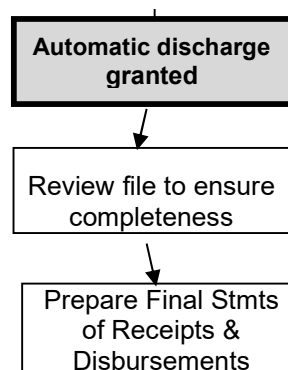 Automatic discharge
granted
Review file to ensure
completeness
Prepare Final Stmts
of Receipts &
Disbursements